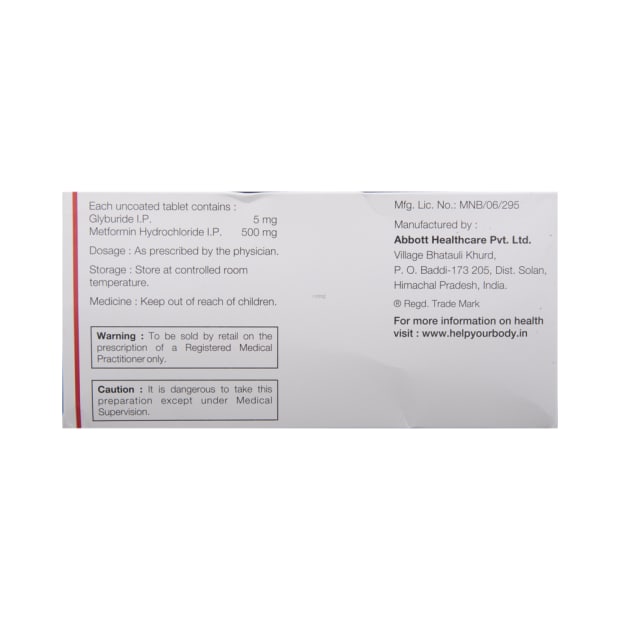 Each uncoated tablet contains :
Glyburide I.P. 5 mg
Metformin Hydrochloride I.P. 500 mg
Dosage : As prescribed by the physician.
Storage : Store at controlled room
temperature.
Medicine : Keep out of reach of children.
Warning : To be sold by retail on the
prescription of a Registered Medical
Practitioner only.
Caution : It is dangerous to take this
preparation except under Medical
Supervision.
Mfg. Lic. No.: MNB/06/295
Manufactured by :
Abbott Healthcare Pvt. Ltd.
Village Bhatauli Khurd,
P. O. Baddi-173 205, Dist. Solan,
Himachal Pradesh, India.
® Regd. Trade Mark
For more information on health
visit : www.helpyourbody.in